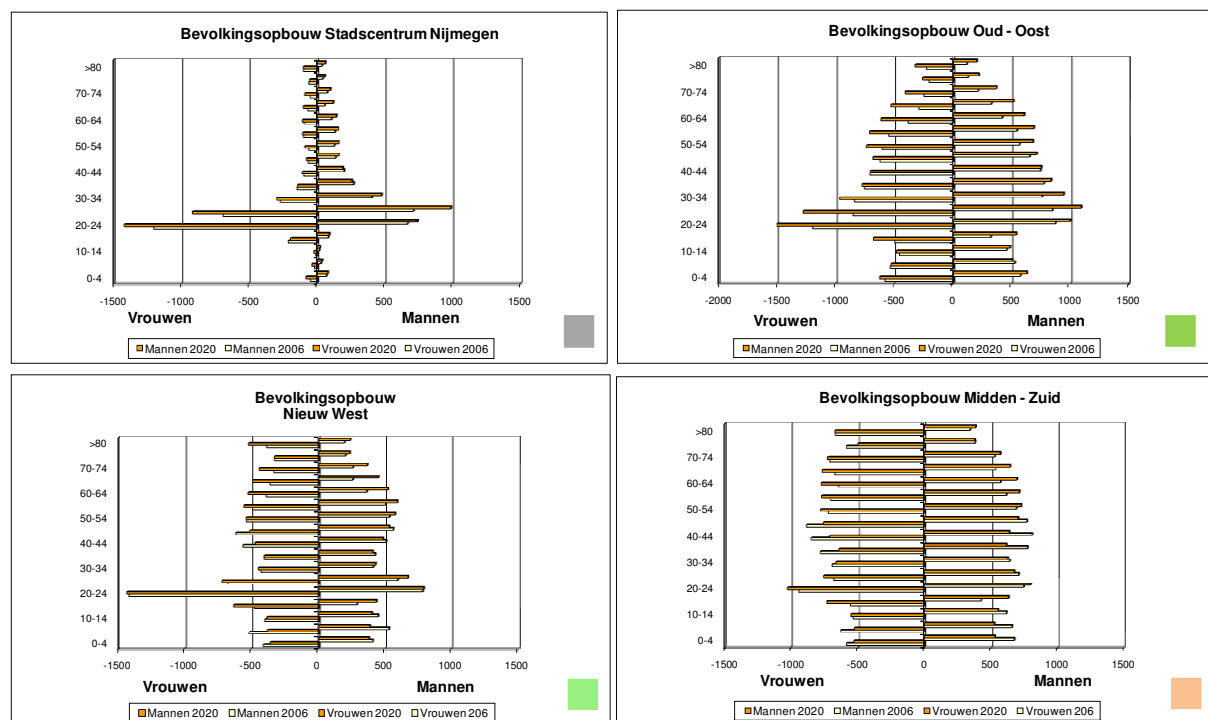 Bevolkingsopbouw Stadscentrum Nijmegen
>80
70-74
60-64
50-54
40-44
30-34
20-24
10-14
0-4
-1500 -1000 -500 0 500 1000 1500
Vrouwen Mannen
Mannen 2020 Mannen 2006 Vrouwen 2020 Vrouwen 2006
Bevolkingsopbouw Oud - Oost
>80
70-74
60-64
50-54
40-44
30-34
20-24
10-14
0-4
-2000 -1500 -1000 -500 0 500 1000 1500
Vrouwen Mannen
Mannen 2020 Mannen 2006 Vrouwen 2020 Vrouwen 2006
Bevolkingsopbouw
Nieuw West
>80
70-74
60-64
50-54
40-44
30-34
20-24
10-14
0-4
-1500 -1000 -500 0 500 1000 1500
Vrouwen Mannen
Mannen 2020 Mannen 2006 Vrouwen 2020 Vrouwen 206
Bevolkingsopbouw Midden - Zuid
>80
70-74
60-64
50-54
40-44
30-34
20-24
10-14
0-4
-1500 -1000 -500 0 500 1000 1500
Vrouwen Mannen
Mannen 2020 Mannen 2006 Vrouwen 2020 Vrouwen 2006